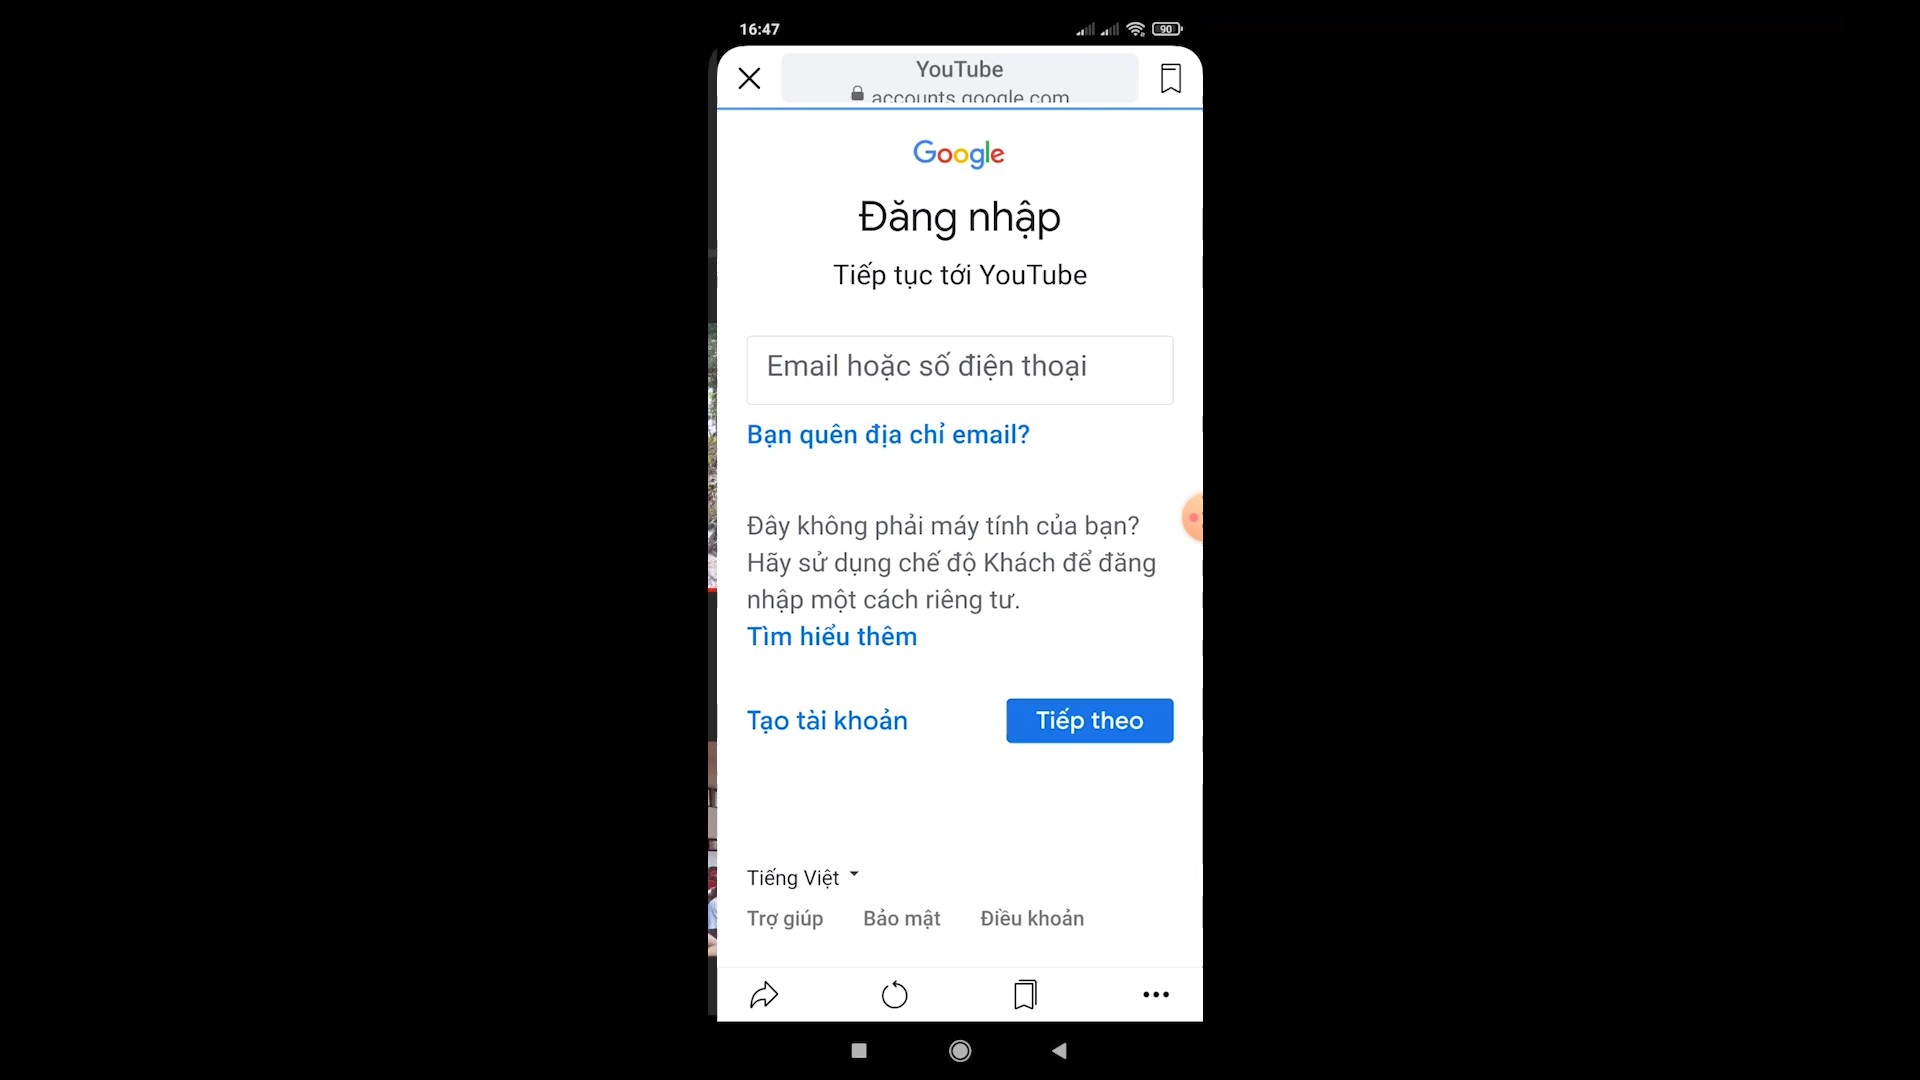 16:47
90
YouTube
accounts.google.com
Google
Đăng nhập
Tiếp tục tới YouTube
Email hoặc số điện thoại
Bạn quên địa chỉ email?
Đây không phải máy tính của bạn?
Hãy sử dụng chế độ Khách để đăng
nhập một cách riêng tư.
Tìm hiểu thêm
Tạo tài khoản
Tiếp theo
Tiếng Việt
Trợ giúp
Bảo mật
Điều khoản